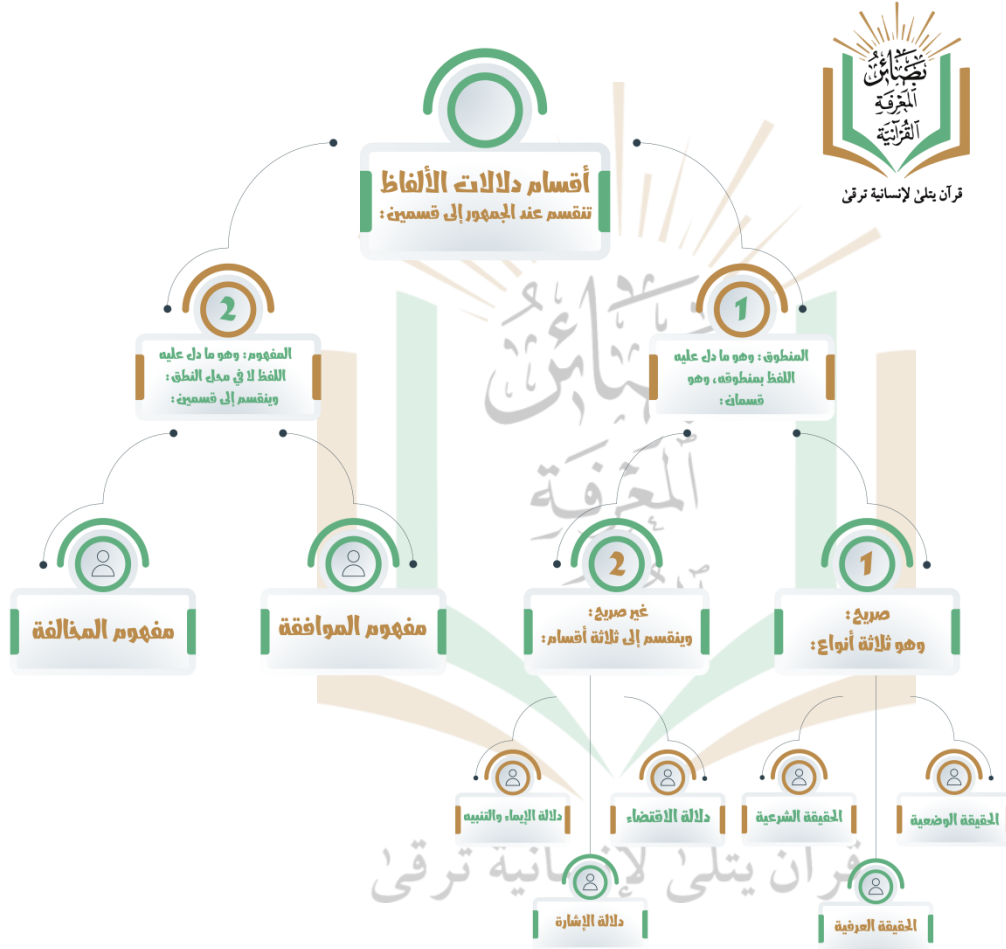 بصائر
المعرفة
القرآنية
قرآن يتلىٰ لإنسانية ترقىٰ
أقسام دلالات الألفاظ
تنقسم عند الجمهور إلى قسمين:
1
المنطوق: وهو ما دل عليه
اللفظ بمنطوقه، وهو
قسمان:
2
المفهوم: وهو ما دل عليه
اللفظ لا في محل النطق:
وينقسم إلى قسمين:
1
صريح:
وهو ثلاثة أنواع:
2
غير صريح:
وينقسم إلى ثلاثة أقسام:
مفهوم الموافقة
مفهوم المخالفة
الحقيقة الوضعية
الحقيقة الشرعية
دلالة الاقتضاء
دلالة الإيماء والتنبيه
الحقيقة العرفية
دلالة الإشارة
بصائر
المعرفة
قرآن يتلىٰ لإنسانية ترقىٰ